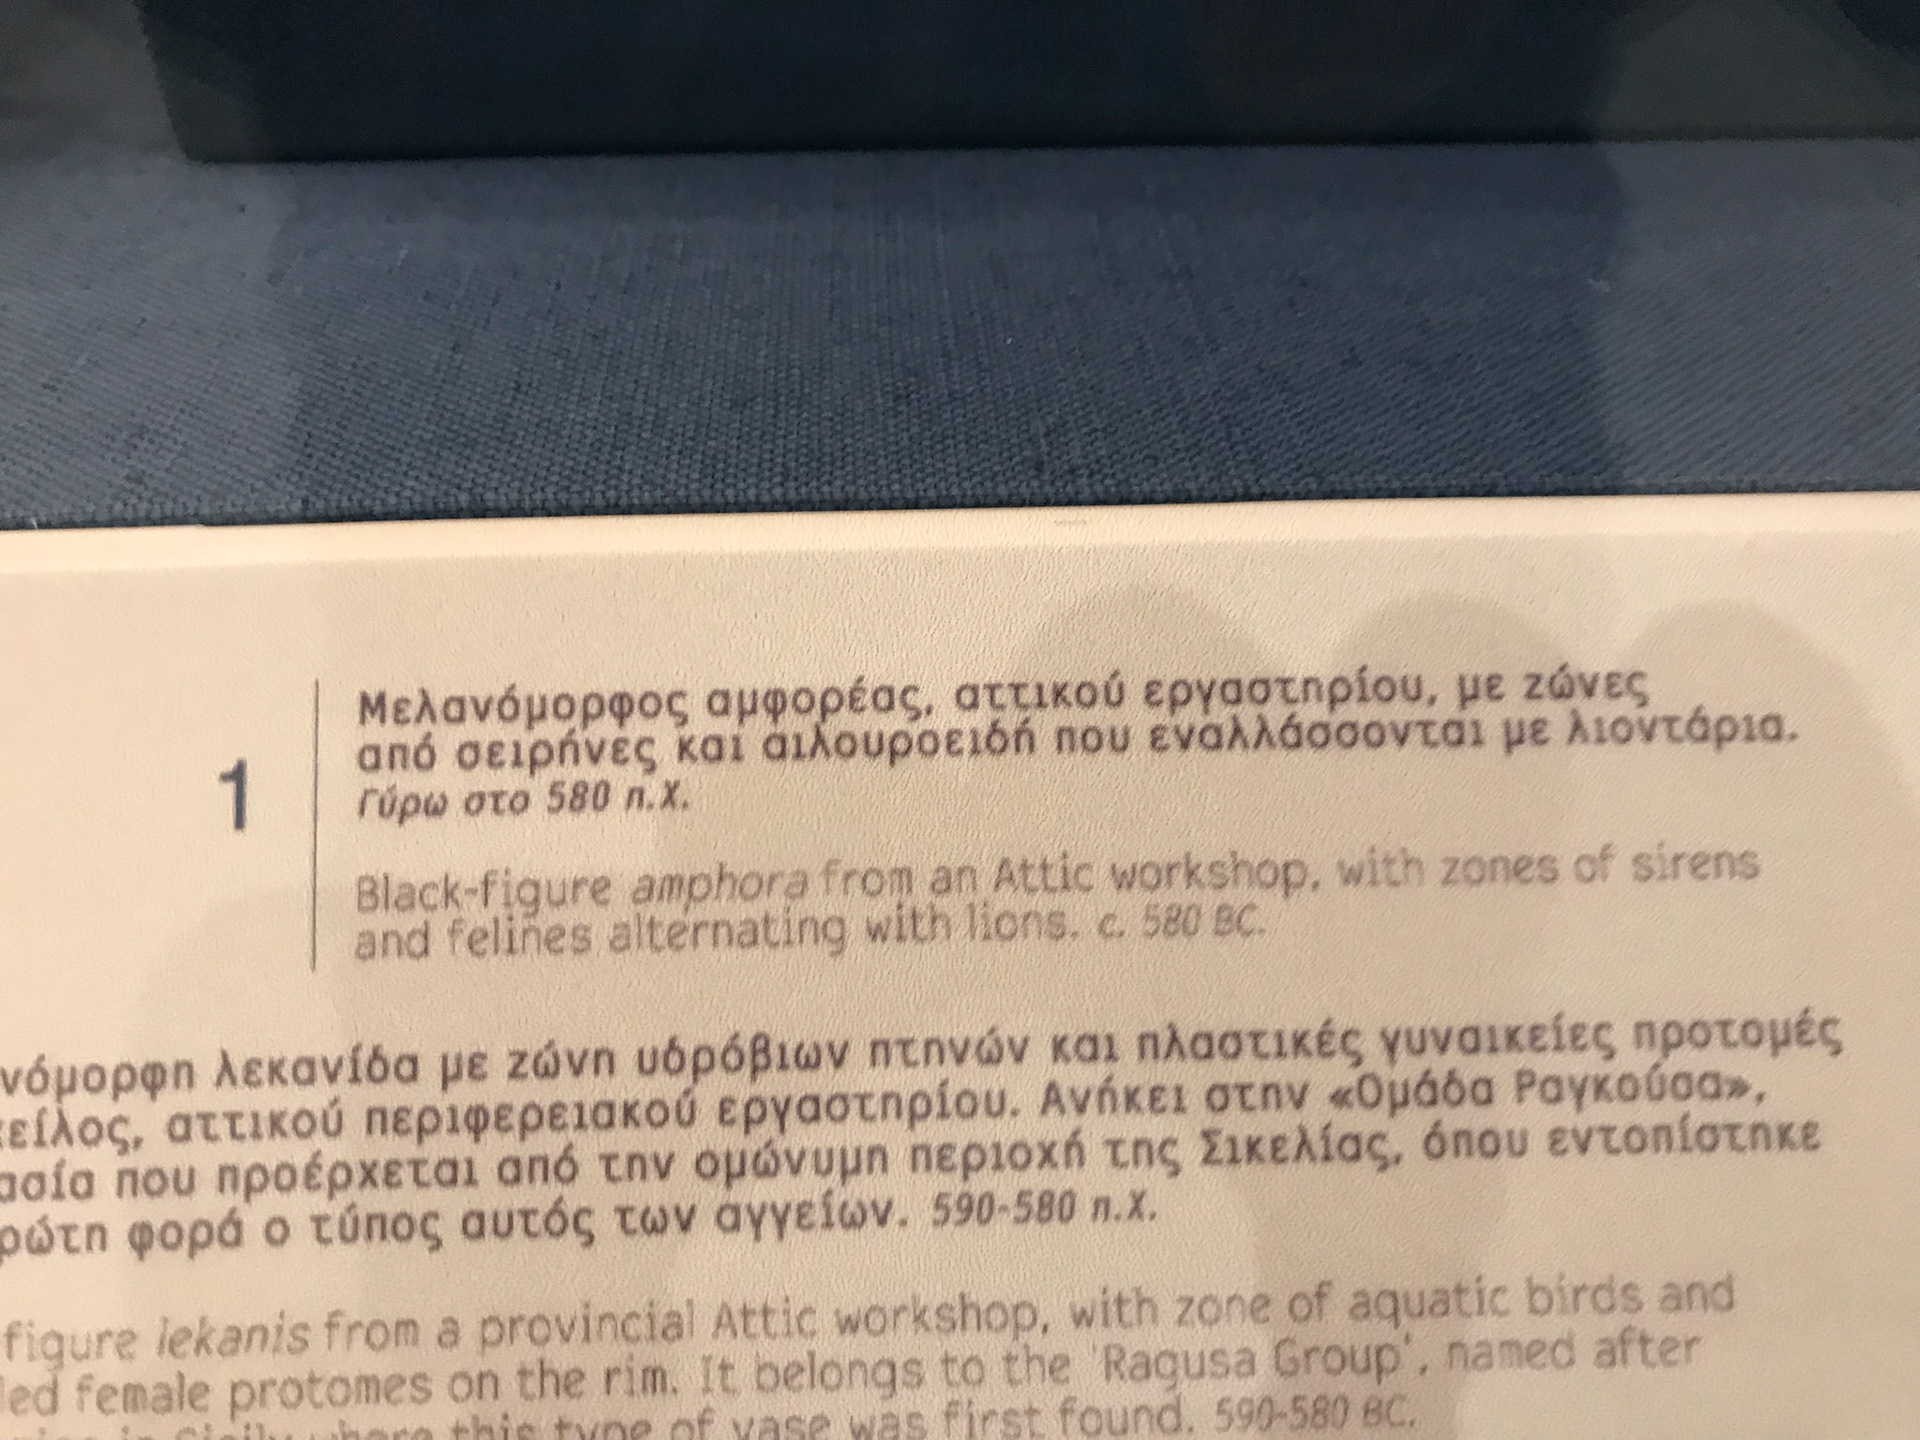 1
Μελανόμορφος αμφορέας, αττικού εργαστηρίου, με ζώνες
από σειρήνες και αιλουροειδή που εναλλάσσονται με λιοντάρια.
Γύρω στο 580 π.Χ.
Black-figure amphora from an Attic workshop, with zones of sirens
and felines alternating with lions. c. 580 BC.
νόμορφη λεκανίδα με ζώνη υδρόβιων πτηνών και πλαστικές γυναικείες προτομές
είλος, αττικού περιφερειακού εργαστηρίου. Ανήκει στην «Ομάδα Ραγκούσα»,
ασία που προέρχεται από την ομώνυμη περιοχή της Σικελίας, όπου εντοπίστηκε
ρώτη φορά ο τύπος αυτός των αγγείων. 590-580 π.Χ.
-figure lekanis from a provincial Attic workshop, with zone of aquatic birds and
led female protomes on the rim. It belongs to the 'Ragusa Group', named after
in Sicily where this type of vase was first found. 590-580 BC.